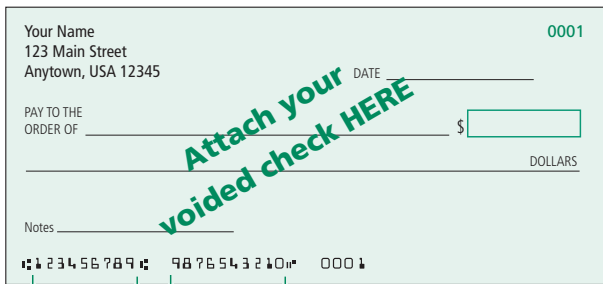 Your Name
0001
123 Main Street
Anytown, USA 12345
DATE
PAY TO THE
ORDER OF
$
DOLLARS
Attach your
voided check HERE
Notes
⑆123456789⑆ 9876543210⑈ 0001